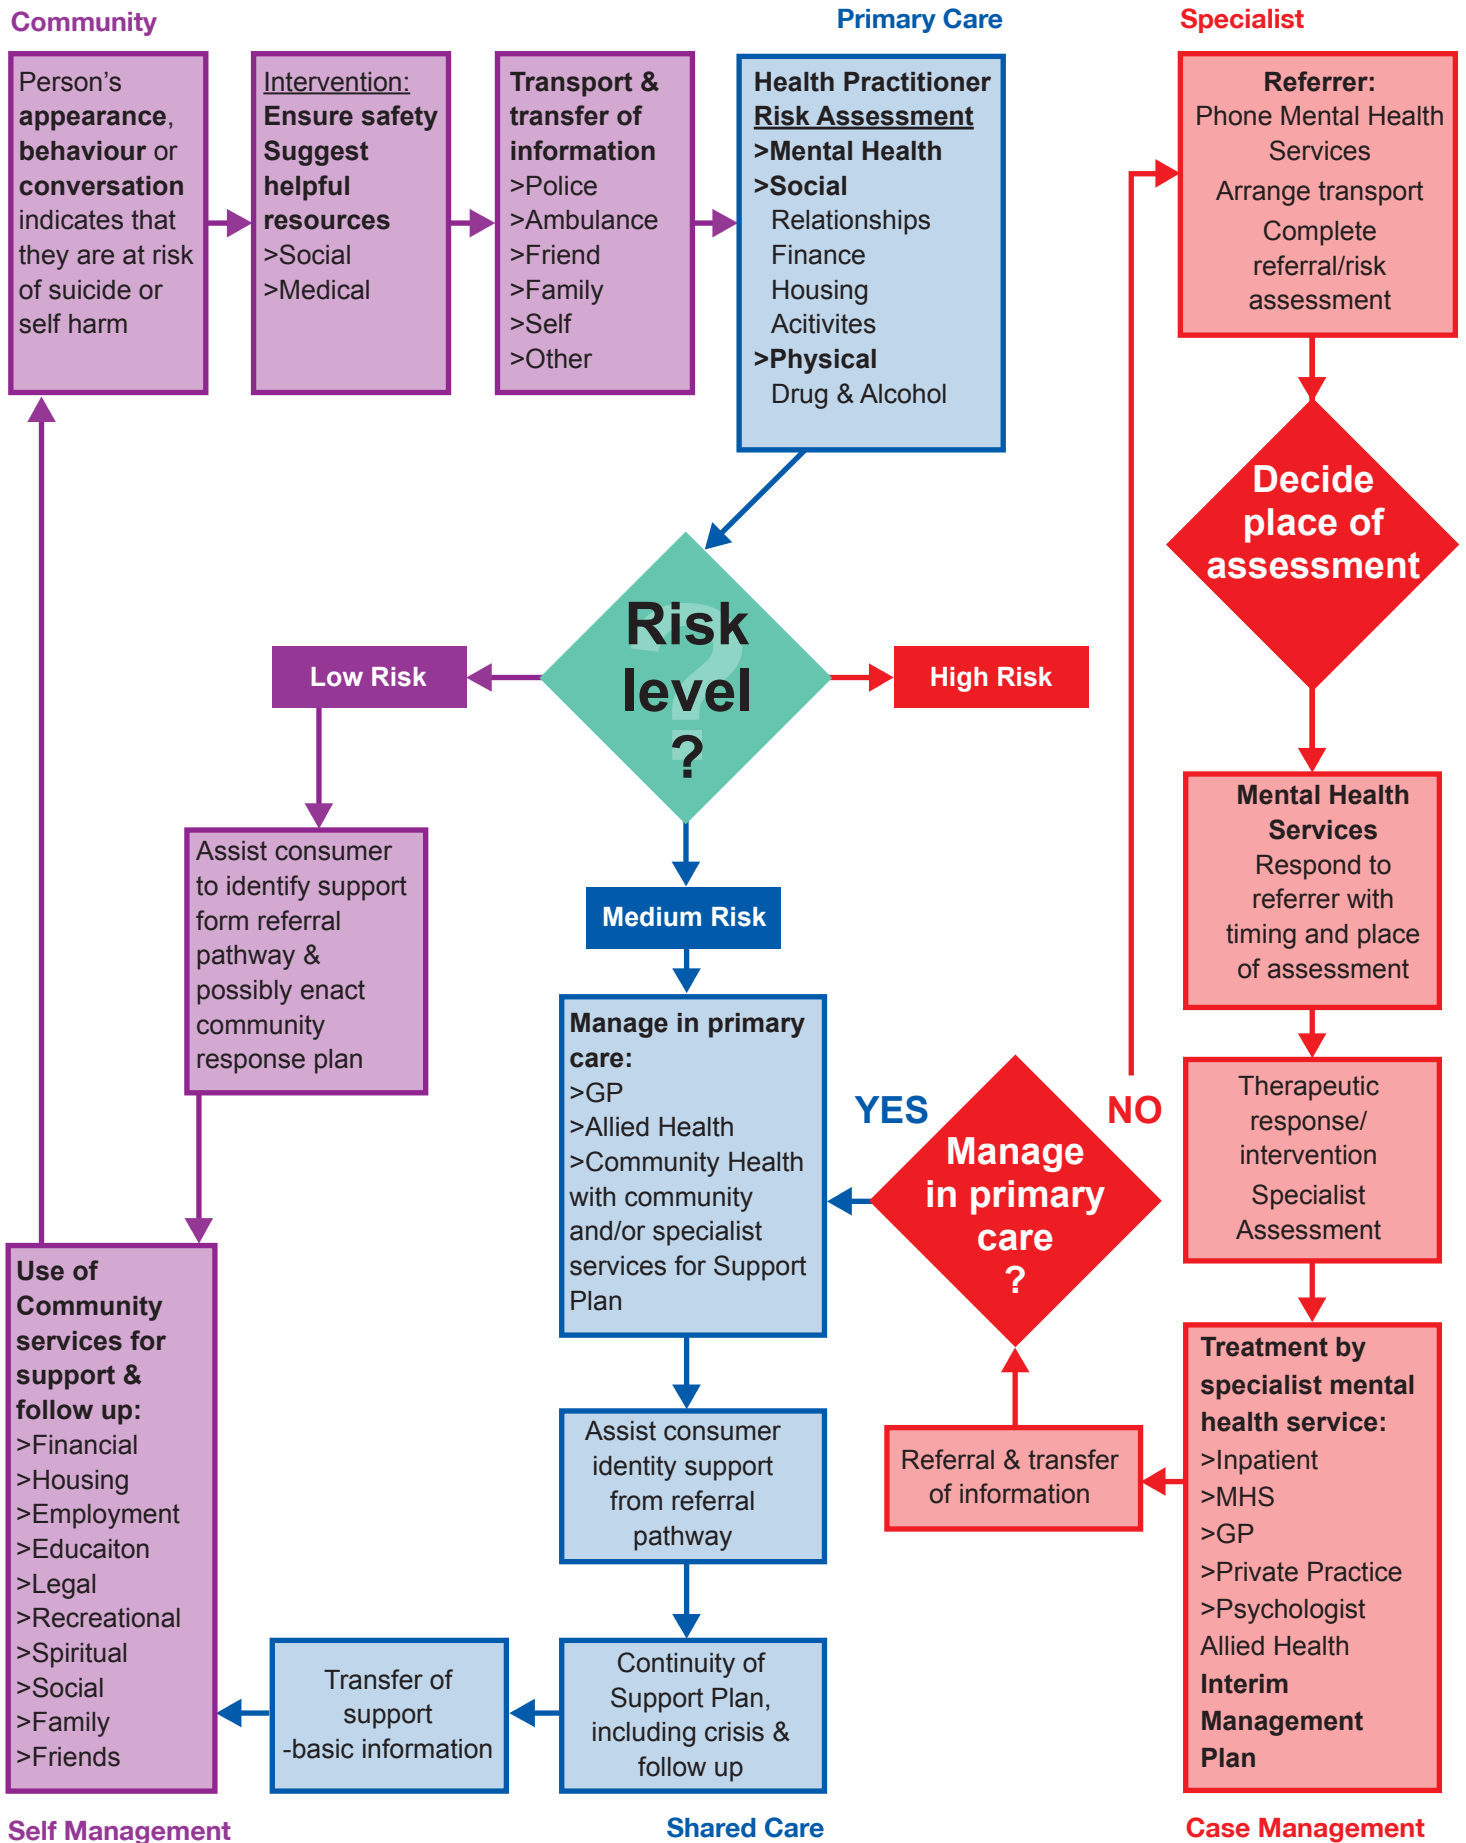 Community
Primary Care
Specialist
Person's
appearance,
behaviour or
conversation
indicates that
they are at risk
of suicide or
self harm
Intervention:
Ensure safety
Suggest
helpful
resources
>Social
>Medical
Transport &
transfer of
information
>Police
>Ambulance
>Friend
>Family
>Self
>Other
Health Practitioner
Risk Assessment
>Mental Health
>Social
Relationships
Finance
Housing
Acitivites
>Physical
Drug & Alcohol
Referrer:
Phone Mental Health
Services
Arrange transport
Complete
referral/risk
assessment
Decide
place of
assessment
Risk
level
?
Low Risk
High Risk
Medium Risk
Mental Health
Services
Respond to
referrer with
timing and place
of assessment
Assist consumer
to identify support
form referral
pathway &
possibly enact
community
response plan
Manage in primary
care:
>GP
>Allied Health
>Community Health
with community
and/or specialist
services for Support
Plan
YES
NO
Manage
in primary
care
?
Therapeutic
response/
intervention
Specialist
Assessment
Use of
Community
services for
support &
follow up:
>Financial
>Housing
>Employment
>Educaiton
>Legal
>Recreational
>Spiritual
>Social
>Family
>Friends
Assist consumer
identity support
from referral
pathway
Referral & transfer
of information
Treatment by
specialist mental
health service:
>Inpatient
>MHS
>GP
>Private Practice
>Psychologist
Allied Health
Interim
Management
Plan
Transfer of
support
-basic information
Continuity of
Support Plan,
including crisis &
follow up
Self Management
Shared Care
Case Management